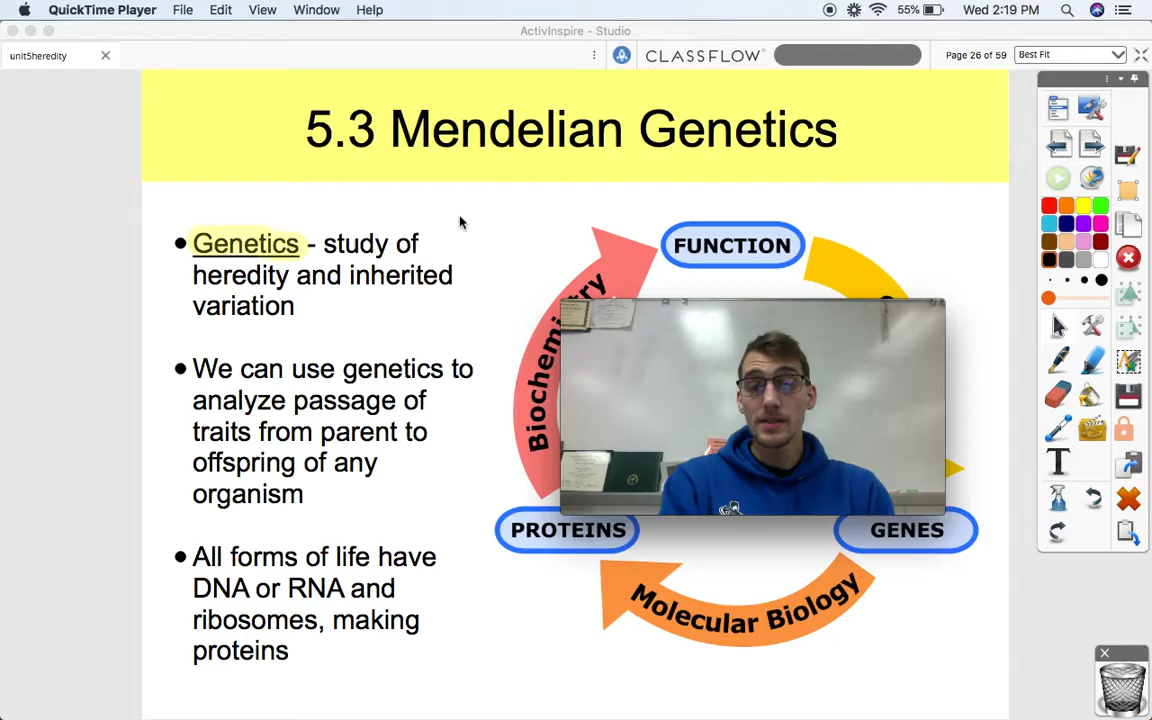 QuickTime Player File Edit View Window Help 55% Wed 2:19 PM
ActivInspire - Studio
unit5heredity
CLASSFLOW
Page 26 of 59
Best Fit
5.3 Mendelian Genetics
• Genetics - study of
heredity and inherited
variation
• We can use genetics to
analyze passage of
traits from parent to
offspring of any
organism
• All forms of life have
DNA or RNA and
ribosomes, making
proteins
FUNCTION
Biochemistry
PROTEINS
GENES
Molecular Biology
T